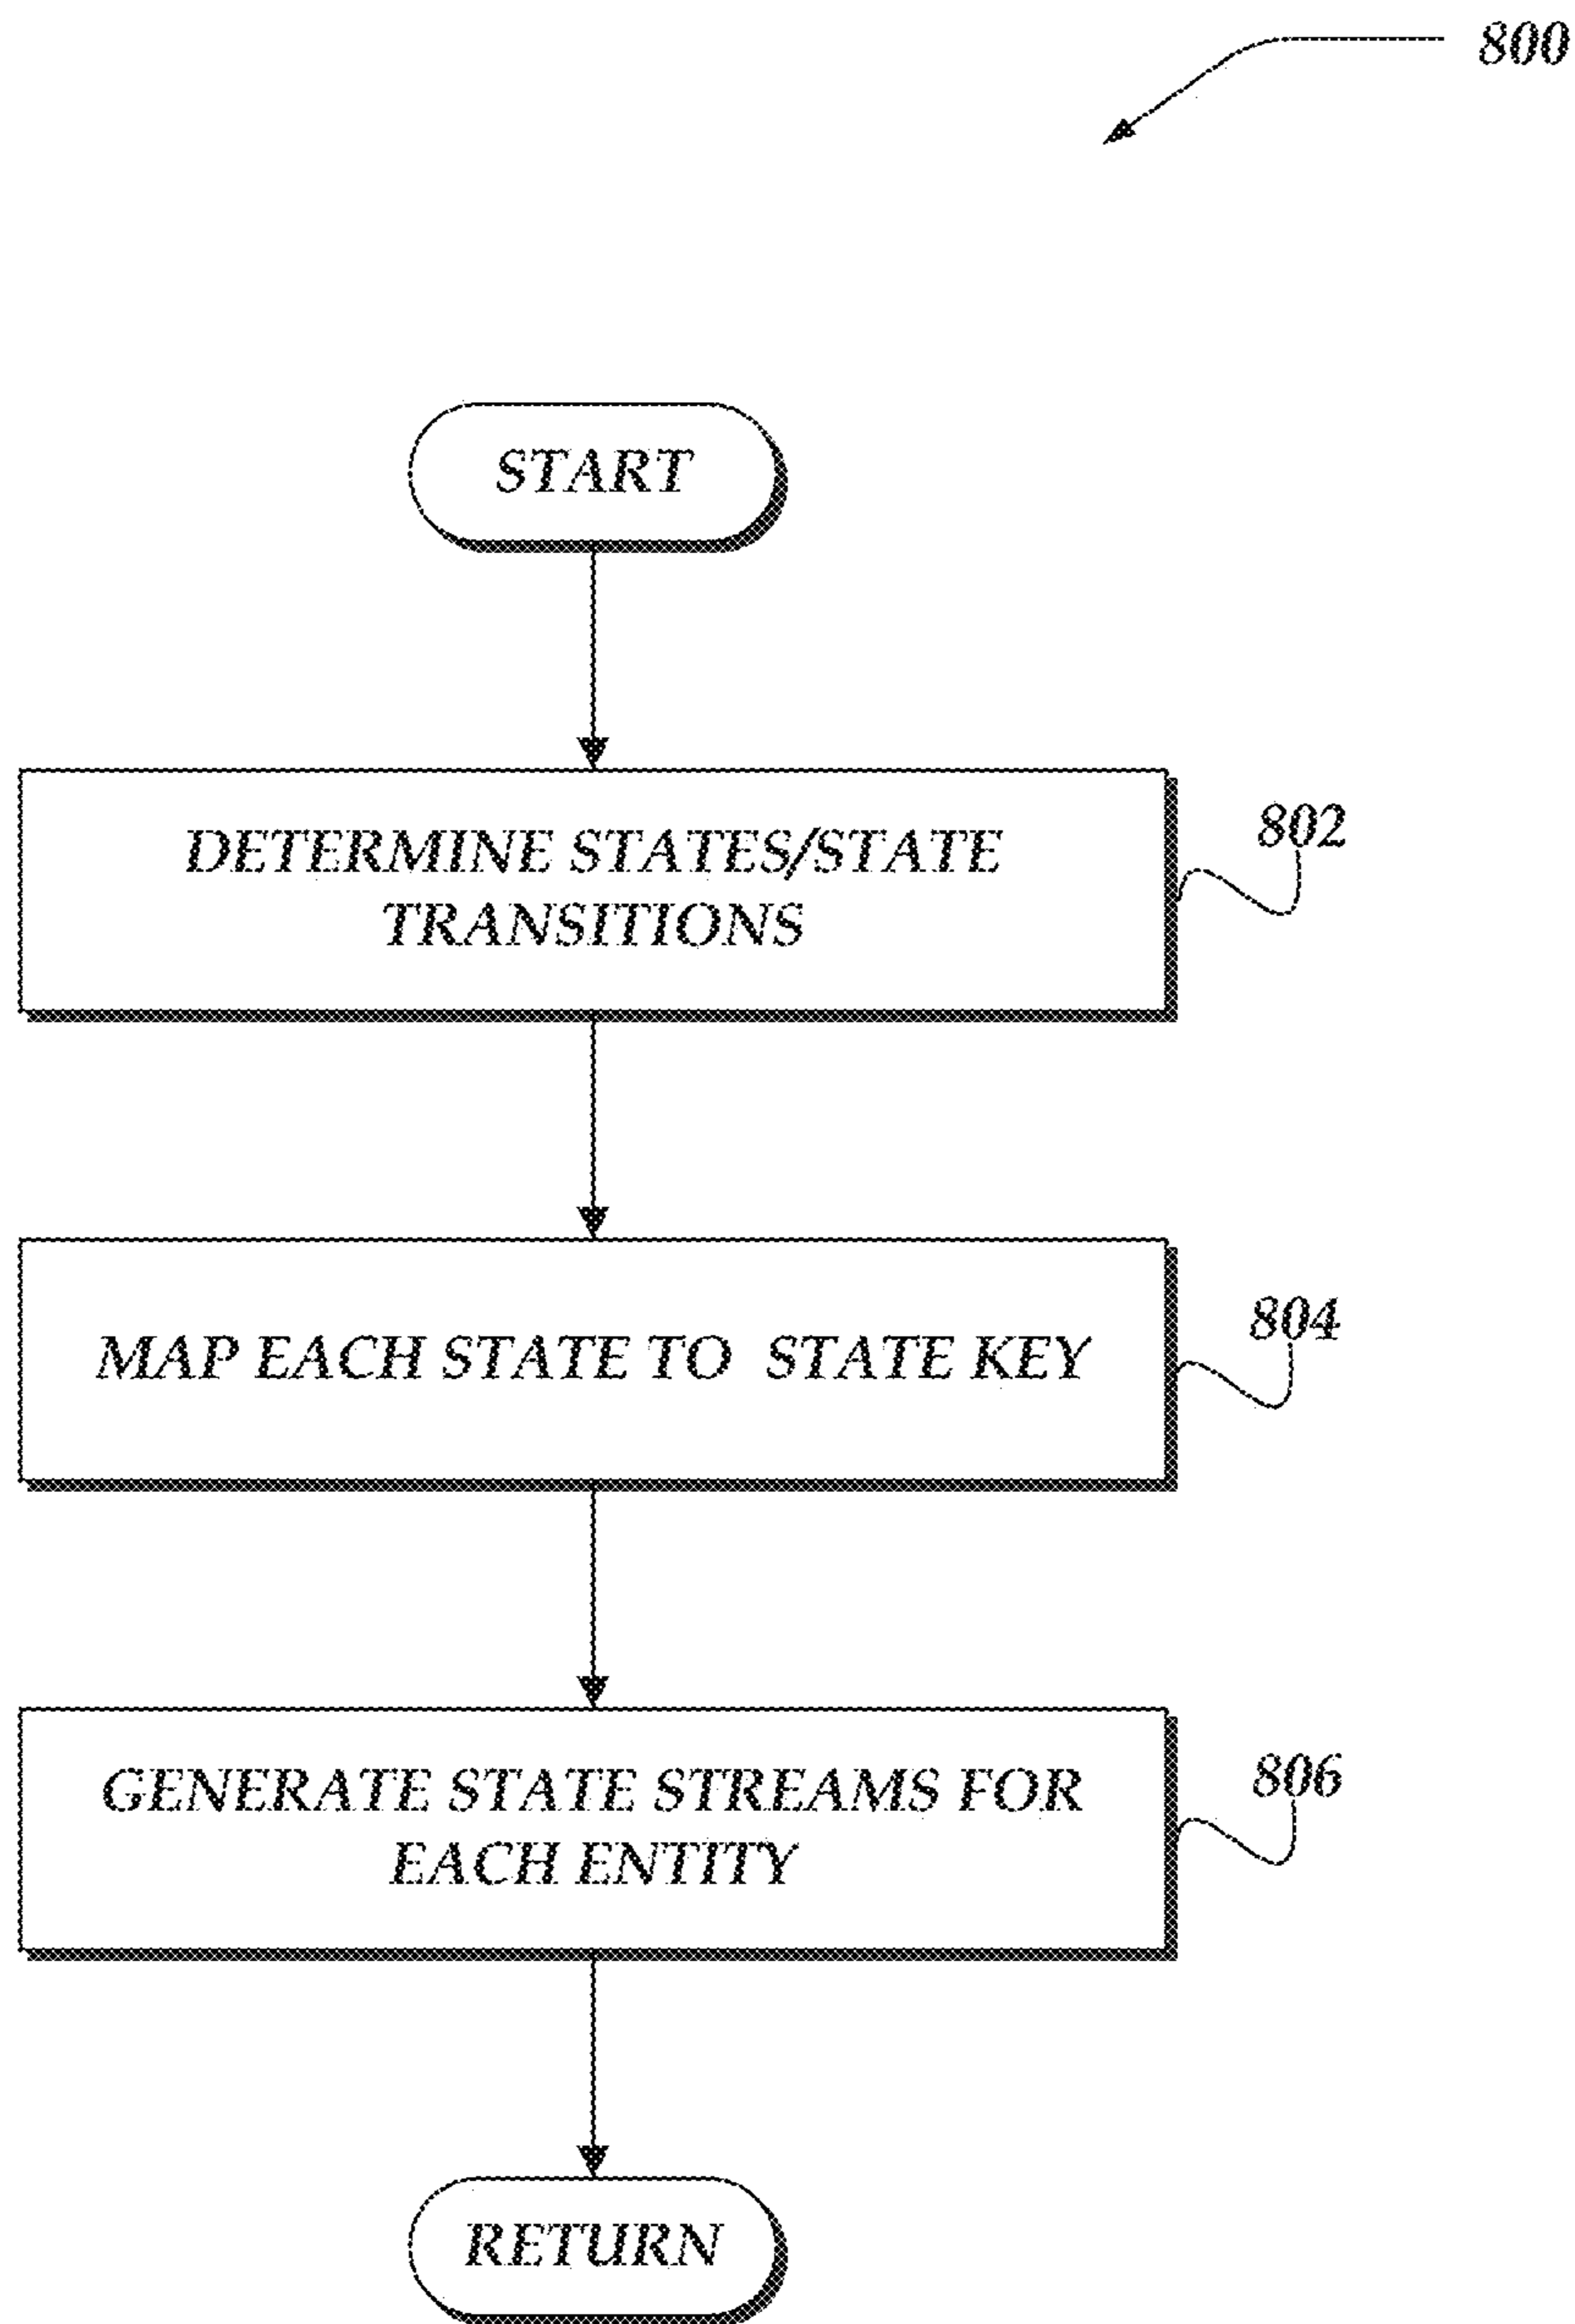 800
START
DETERMINE STATES/STATE
TRANSITIONS
802
MAP EACH STATE TO STATE KEY
804
GENERATE STATE STREAMS FOR
EACH ENTITY
806
RETURN